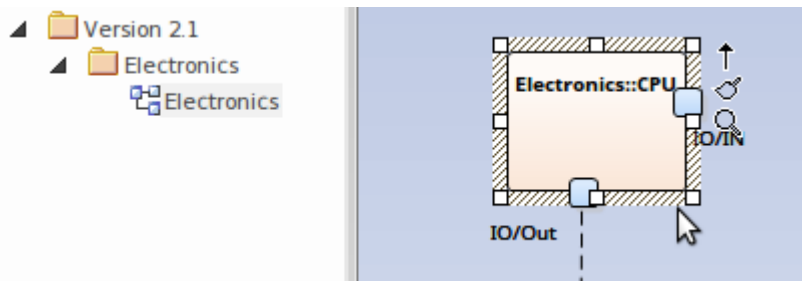 Version 2.1
Electronics
Electronics
Electronics::CPU
IO/IN
IO/Out